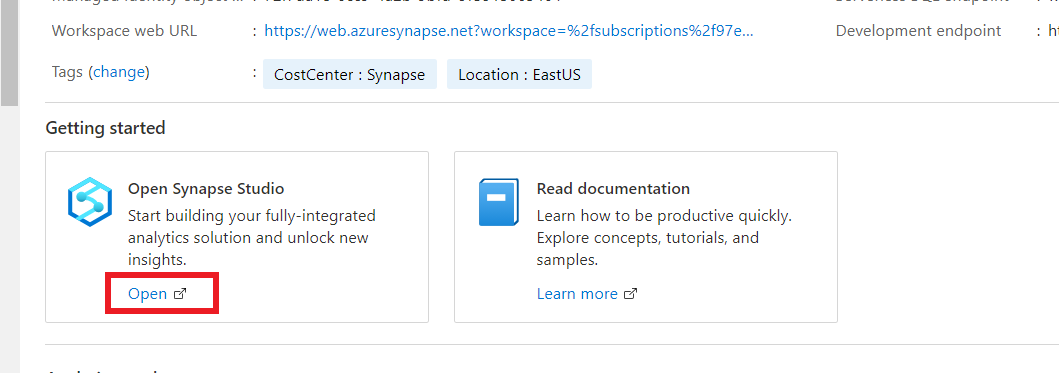 Workspace web URL : https://web.azuresynapse.net?workspace=%2fsubscriptions%2f97e... Development endpoint :
Tags (change) : CostCenter : Synapse Location : EastUS
Getting started
Open Synapse Studio
Start building your fully-integrated
analytics solution and unlock new
insights.
Open
Read documentation
Learn how to be productive quickly.
Explore concepts, tutorials, and
samples.
Learn more